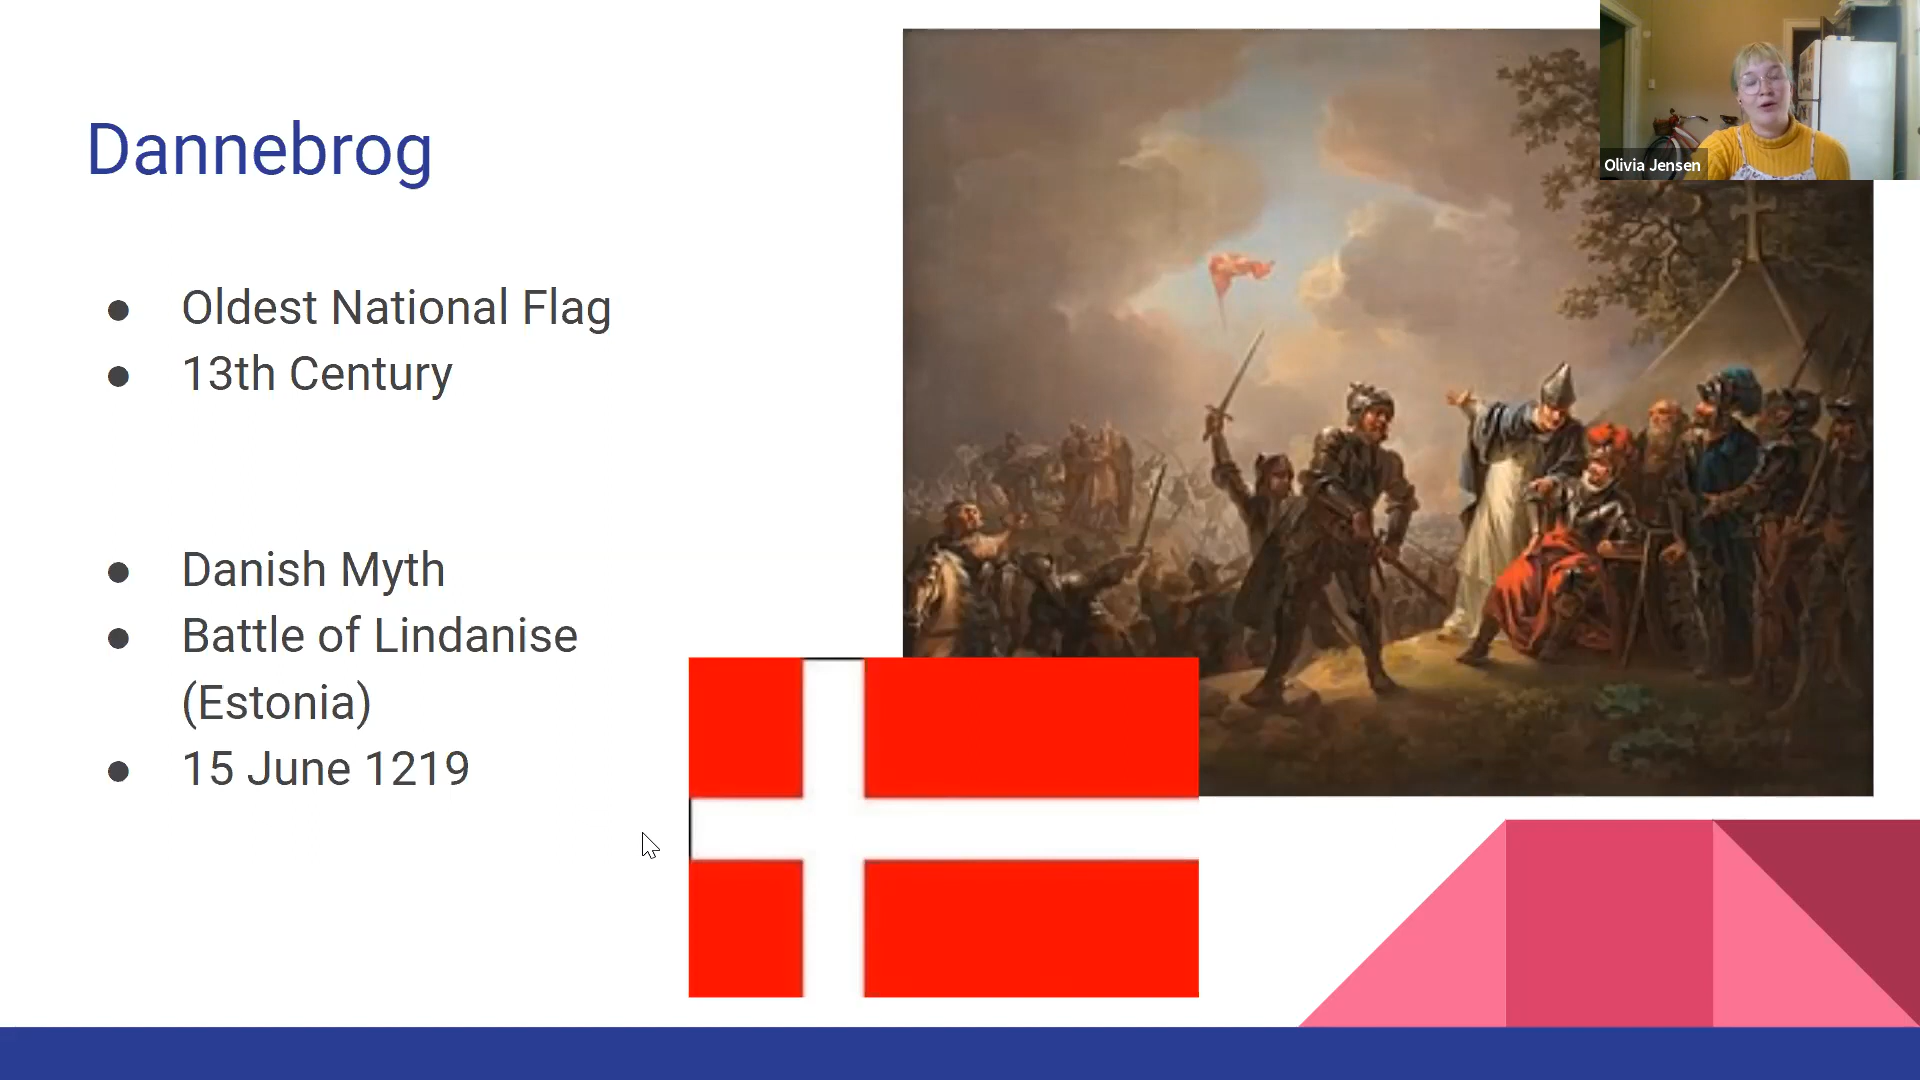 Dannebrog
Oldest National Flag
13th Century
Danish Myth
Battle of Lindanise
(Estonia)
15 June 1219
Olivia Jensen